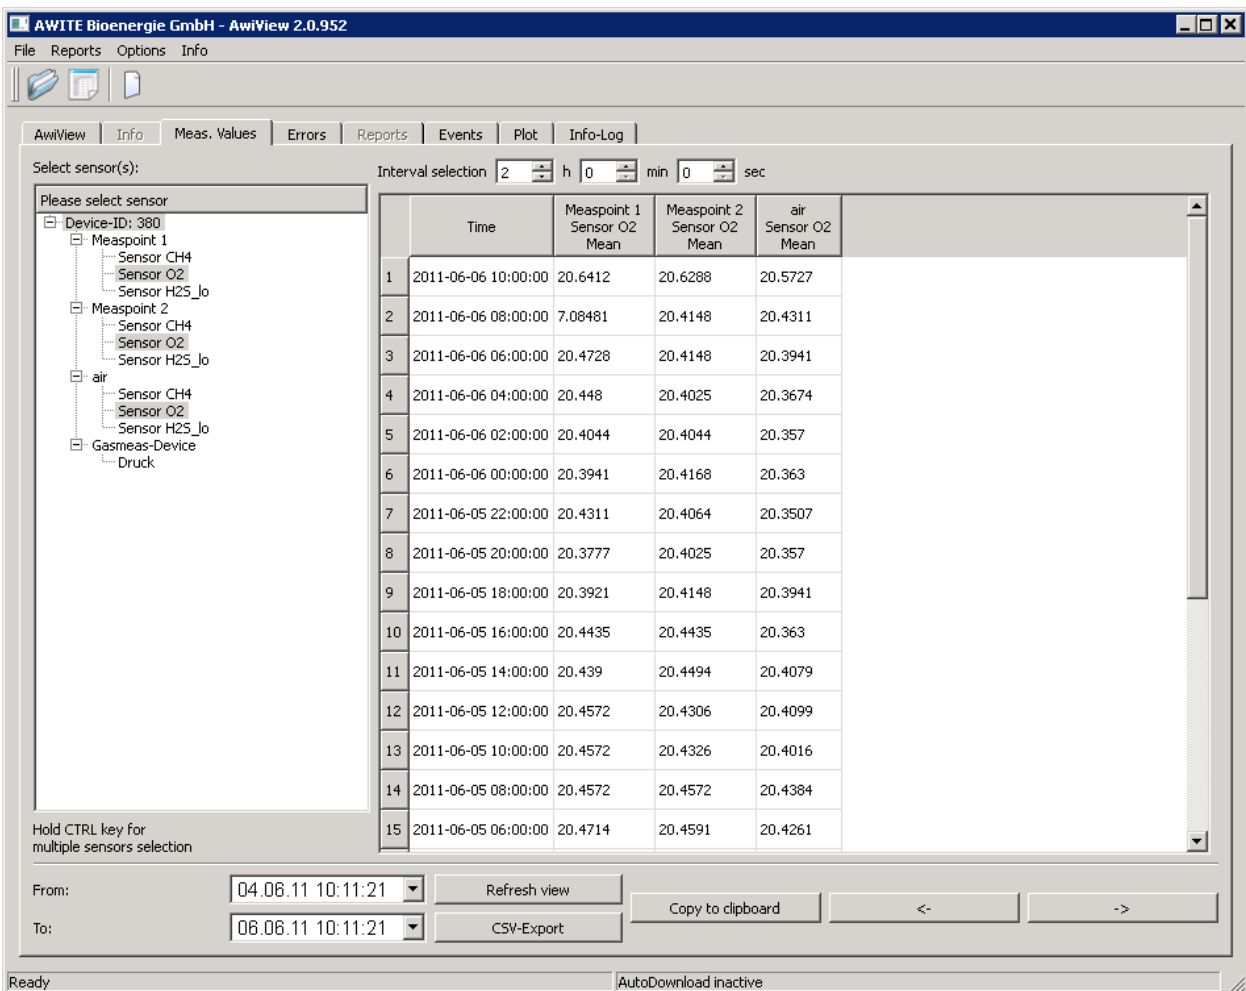 AWITE Bioenergie GmbH - AwiView 2.0.952
File Reports Options Info
AwiView Info Meas. Values Errors Reports Events Plot Info-Log
Select sensor(s):
Interval selection 2 h 0 min 0 sec
Please select sensor
Device-ID: 380
Measpoint 1
Sensor CH4
Sensor O2
Sensor H2S_lo
Measpoint 2
Sensor CH4
Sensor O2
Sensor H2S_lo
air
Sensor CH4
Sensor O2
Sensor H2S_lo
Gasmeas-Device
Druck
Hold CTRL key for
multiple sensors selection
Time
Measpoint 1
Sensor O2
Mean
Measpoint 2
Sensor O2
Mean
air
Sensor O2
Mean
1 2011-06-06 10:00:00 20.6412 20.6288 20.5727
2 2011-06-06 08:00:00 7.08481 20.4148 20.4311
3 2011-06-06 06:00:00 20.4728 20.4148 20.3941
4 2011-06-06 04:00:00 20.448 20.4025 20.3674
5 2011-06-06 02:00:00 20.4044 20.4044 20.357
6 2011-06-06 00:00:00 20.3941 20.4168 20.363
7 2011-06-05 22:00:00 20.4311 20.4064 20.3507
8 2011-06-05 20:00:00 20.3777 20.4025 20.357
9 2011-06-05 18:00:00 20.3921 20.4148 20.3941
10 2011-06-05 16:00:00 20.4435 20.4435 20.363
11 2011-06-05 14:00:00 20.439 20.4494 20.4079
12 2011-06-05 12:00:00 20.4572 20.4306 20.4099
13 2011-06-05 10:00:00 20.4572 20.4326 20.4016
14 2011-06-05 08:00:00 20.4572 20.4572 20.4384
15 2011-06-05 06:00:00 20.4714 20.4591 20.4261
From: 04.06.11 10:11:21 Refresh view
Copy to clipboard <- ->
To: 06.06.11 10:11:21 CSV-Export
Ready AutoDownload inactive